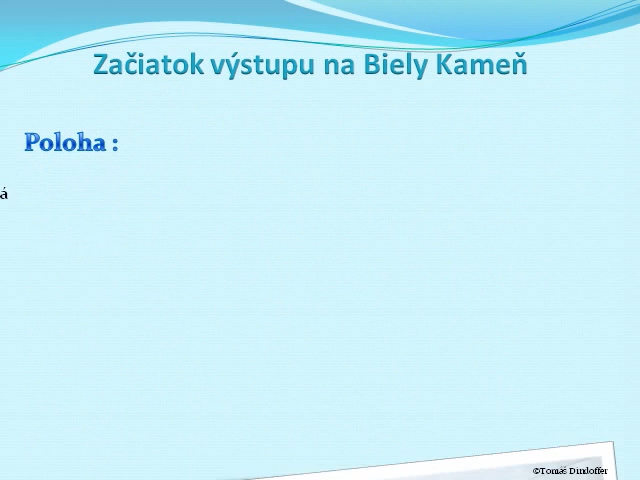 Začiatok výstupu na Biely Kameň
Poloha :
á
©Tomáš Dindoffer